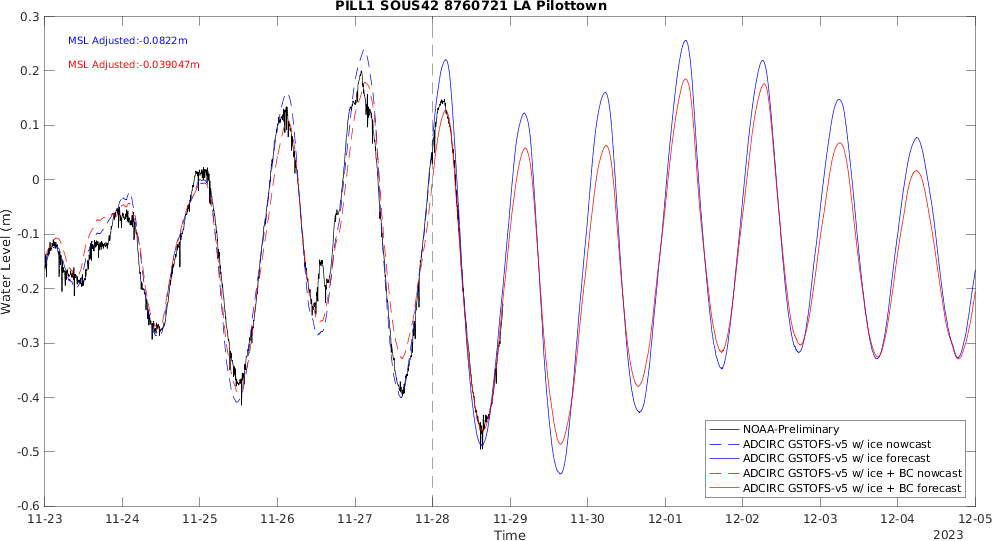 PILL1 SOUS42 8760721 LA Pilottown
MSL Adjusted:-0.0822m
MSL Adjusted:-0.039047m
0.3
0.2
0.1
0
-0.1
-0.2
-0.3
-0.4
-0.5
-0.6
Water Level (m)
NOAA-Preliminary
ADCIRC GSTOFS-v5 w/ ice nowcast
ADCIRC GSTOFS-v5 w/ ice forecast
ADCIRC GSTOFS-v5 w/ ice + BC nowcast
ADCIRC GSTOFS-v5 w/ ice + BC forecast
11-23 11-24 11-25 11-26 11-27 11-28 11-29 11-30 12-01 12-02 12-03 12-04 12-05
Time
2023